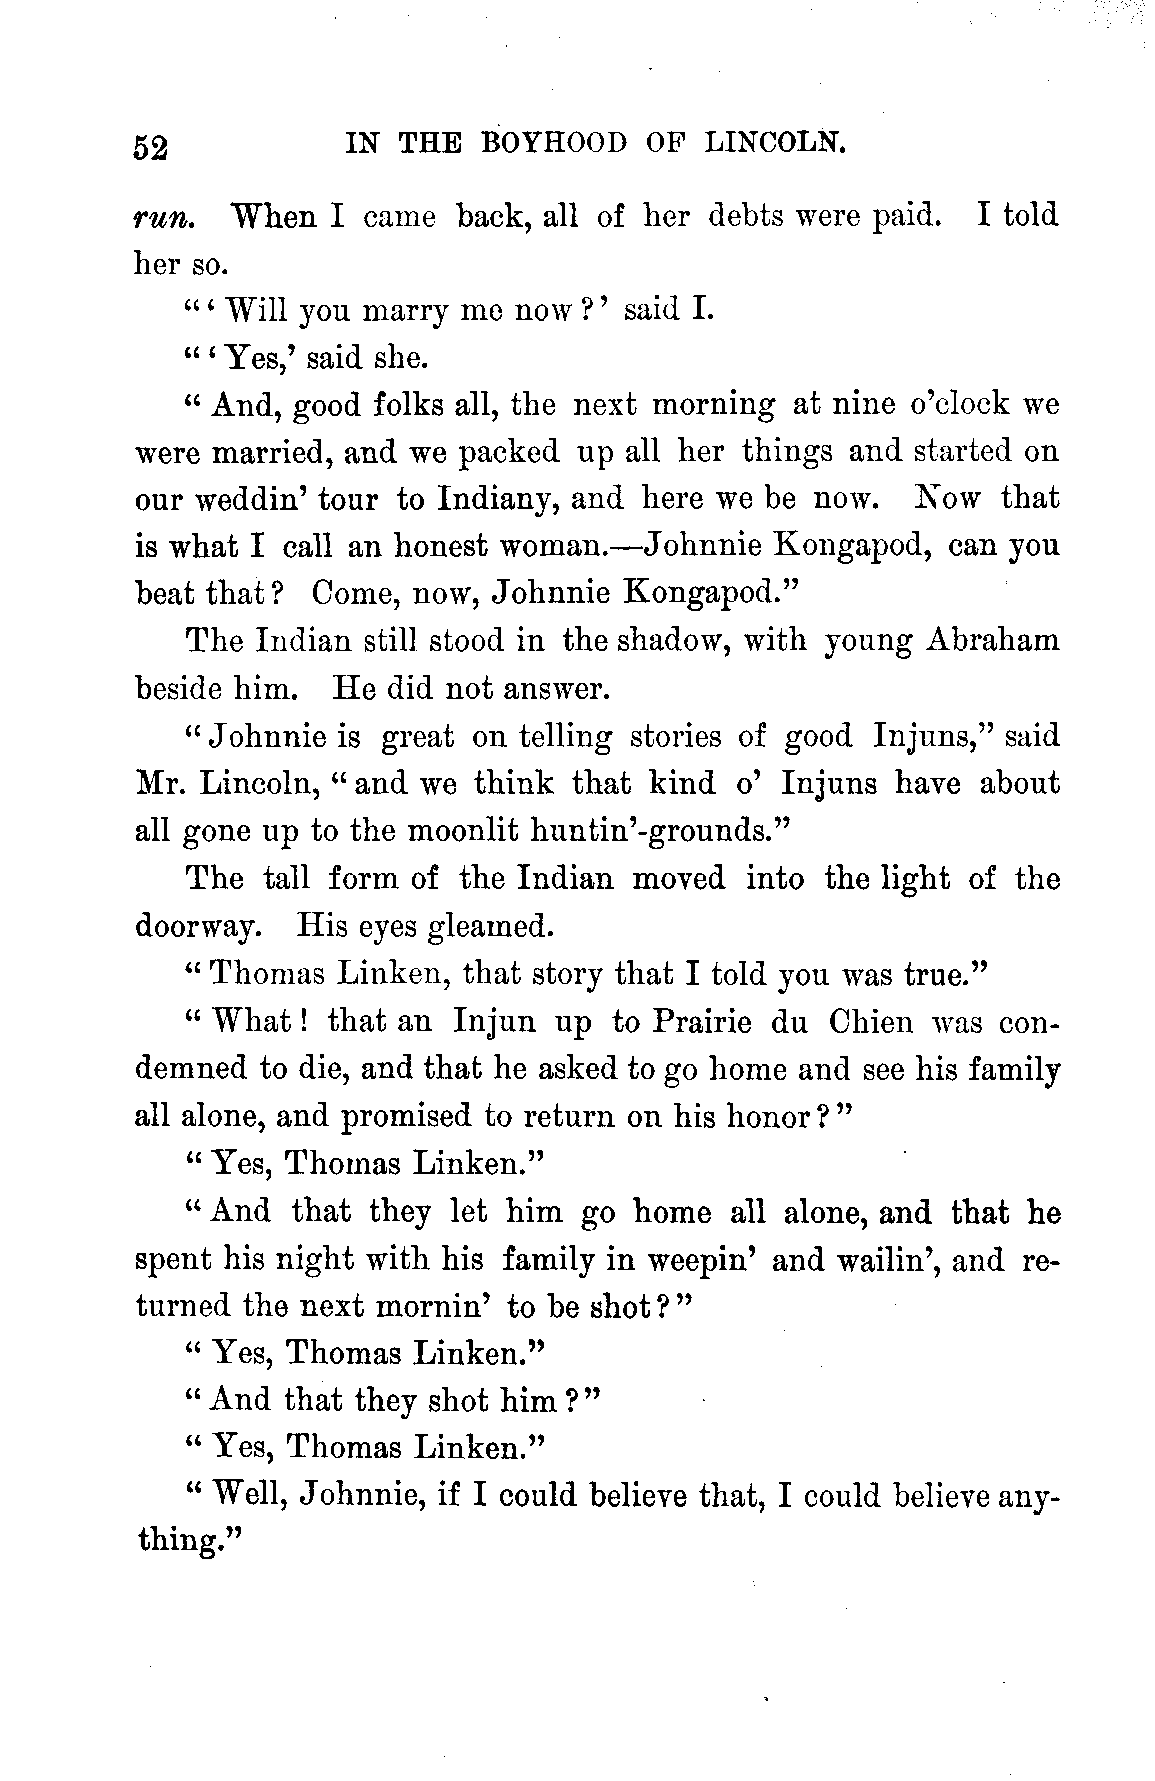 52 IN THE BOYHOOD OF LINCOLN.
run. When I came back, all of her debts were paid. I told
her so.
“‘Will you marry me now?’ said I.
“‘Yes,’ said she.
“And, good folks all, the next morning at nine o’clock we
were married, and we packed up all her things and started on
our weddin’ tour to Indiany, and here we be now. Now that
is what I call an honest woman.—Johnnie Kongapod, can you
beat that? Come, now, Johnnie Kongapod.”
The Indian still stood in the shadow, with young Abraham
beside him. He did not answer.
“Johnnie is great on telling stories of good Injuns,” said
Mr. Lincoln, “and we think that kind o’ Injuns have about
all gone up to the moonlit huntin’-grounds.”
The tall form of the Indian moved into the light of the
doorway. His eyes gleamed.
“Thomas Linken, that story that I told you was true.”
“What! that an Injun up to Prairie du Chien was con-
demned to die, and that he asked to go home and see his family
all alone, and promised to return on his honor?”
“Yes, Thomas Linken.”
“And that they let him go home all alone, and that he
spent his night with his family in weepin’ and wailin’, and re-
turned the next mornin’ to be shot?”
“Yes, Thomas Linken.”
“And that they shot him?”
“Yes, Thomas Linken.”
“Well, Johnnie, if I could believe that, I could believe any-
thing.”